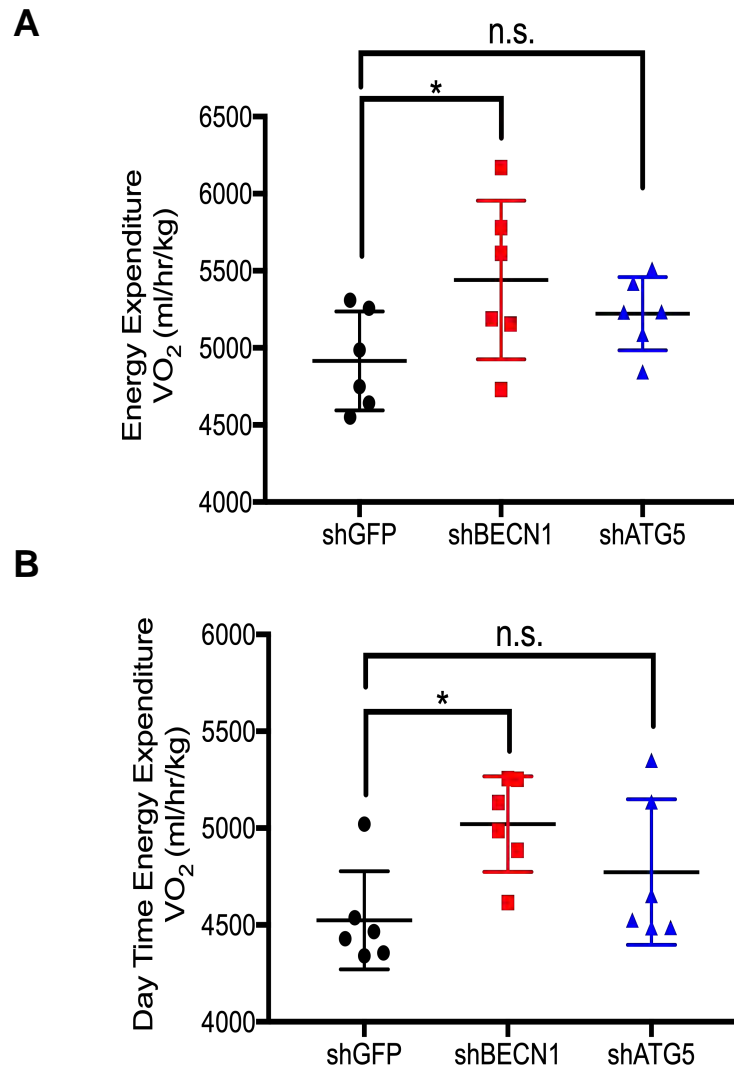 A
n.s.
*
6500
6000
5500
5000
4500
4000
Energy Expenditure
VO2 (ml/hr/kg)
shGFP
shBECN1
shATG5
B
n.s.
*
6000
5500
5000
4500
4000
Day Time Energy Expenditure
VO2 (ml/hr/kg)
shGFP
shBECN1
shATG5